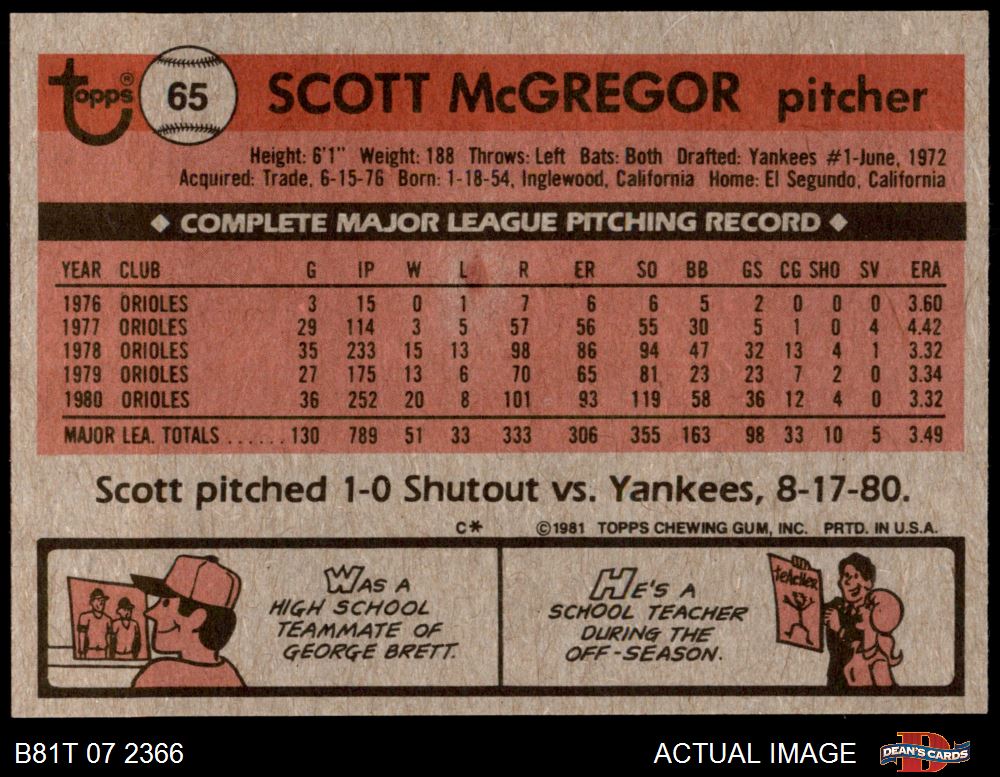 Topps® 65 SCOTT McGREGOR pitcher
Height: 6'1" Weight: 188 Throws: Left Bats: Both Drafted: Yankees #1-June, 1972
Acquired: Trade, 6-15-76 Born: 1-18-54, Inglewood, California Home: El Segundo, California
◆ COMPLETE MAJOR LEAGUE PITCHING RECORD ◆
YEAR CLUB G IP W L R ER SO BB GS CG SHO SV ERA
1976 ORIOLES 3 15 0 1 7 6 6 5 2 0 0 0 3.60
1977 ORIOLES 29 114 3 5 57 56 55 30 5 1 0 4 4.42
1978 ORIOLES 35 233 15 13 98 86 94 47 32 13 4 1 3.32
1979 ORIOLES 27 175 13 6 70 65 81 23 23 7 2 0 3.34
1980 ORIOLES 36 252 20 8 101 93 119 58 36 12 4 0 3.32
MAJOR LEA. TOTALS ...... 130 789 51 33 333 306 355 163 98 33 10 5 3.49
Scott pitched 1-0 Shutout vs. Yankees, 8-17-80.
C* ©1981 TOPPS CHEWING GUM, INC. PRTD. IN U.S.A.
WAS A
HIGH SCHOOL
TEAMMATE OF
GEORGE BRETT.
HE'S A
SCHOOL TEACHER
DURING THE
OFF-SEASON.
teacher
B81T 07 2366 ACTUAL IMAGE DEAN'S CARDS